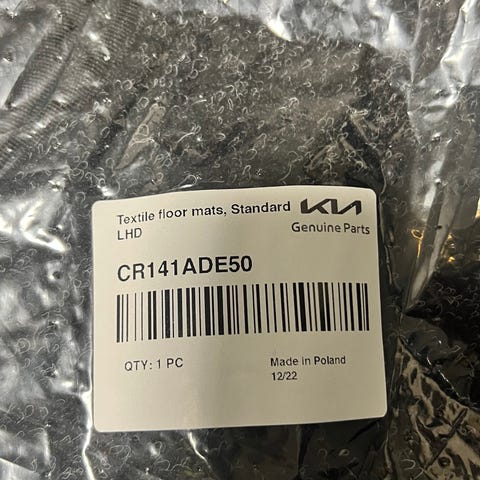 Textile floor mats, Standard KIA
LHD
Genuine Parts
CR141ADE50
QTY: 1 PC
Made in Poland
12/22